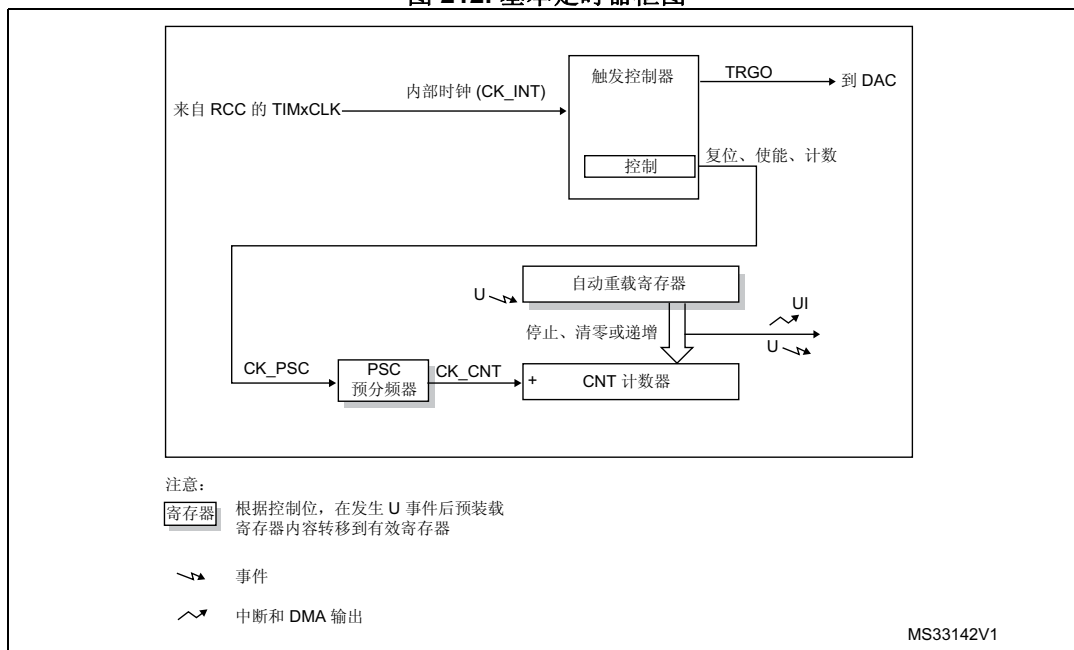 图 212. 基本定时器框图
触发控制器
TRGO
到 DAC
内部时钟 (CK_INT)
来自 RCC 的 TIMxCLK
控制
复位、使能、计数
U
自动重载寄存器
UI
停止、清零或递增
U
CK_PSC
PSC
预分频器
CK_CNT
+
CNT 计数器
注意：
寄存器
根据控制位，在发生 U 事件后预装载
寄存器内容转移到有效寄存器
事件
中断和 DMA 输出
MS33142V1